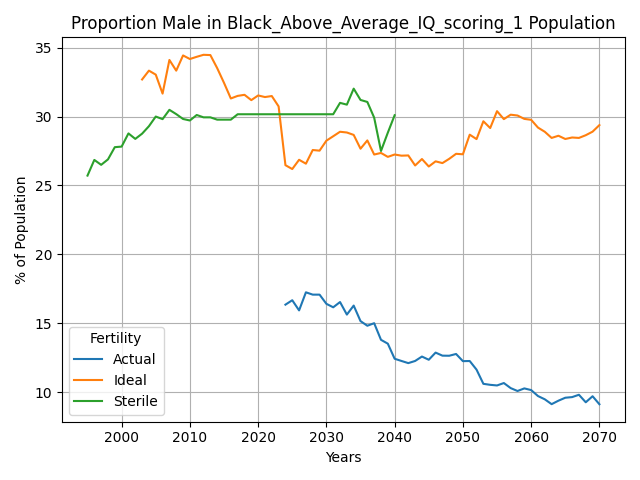 Proportion Male in Black_Above_Average_IQ_scoring_1 Population
% of Population
35
30
25
20
15
10
Fertility
Actual
Ideal
Sterile
2000 2010 2020 2030 2040 2050 2060 2070
Years